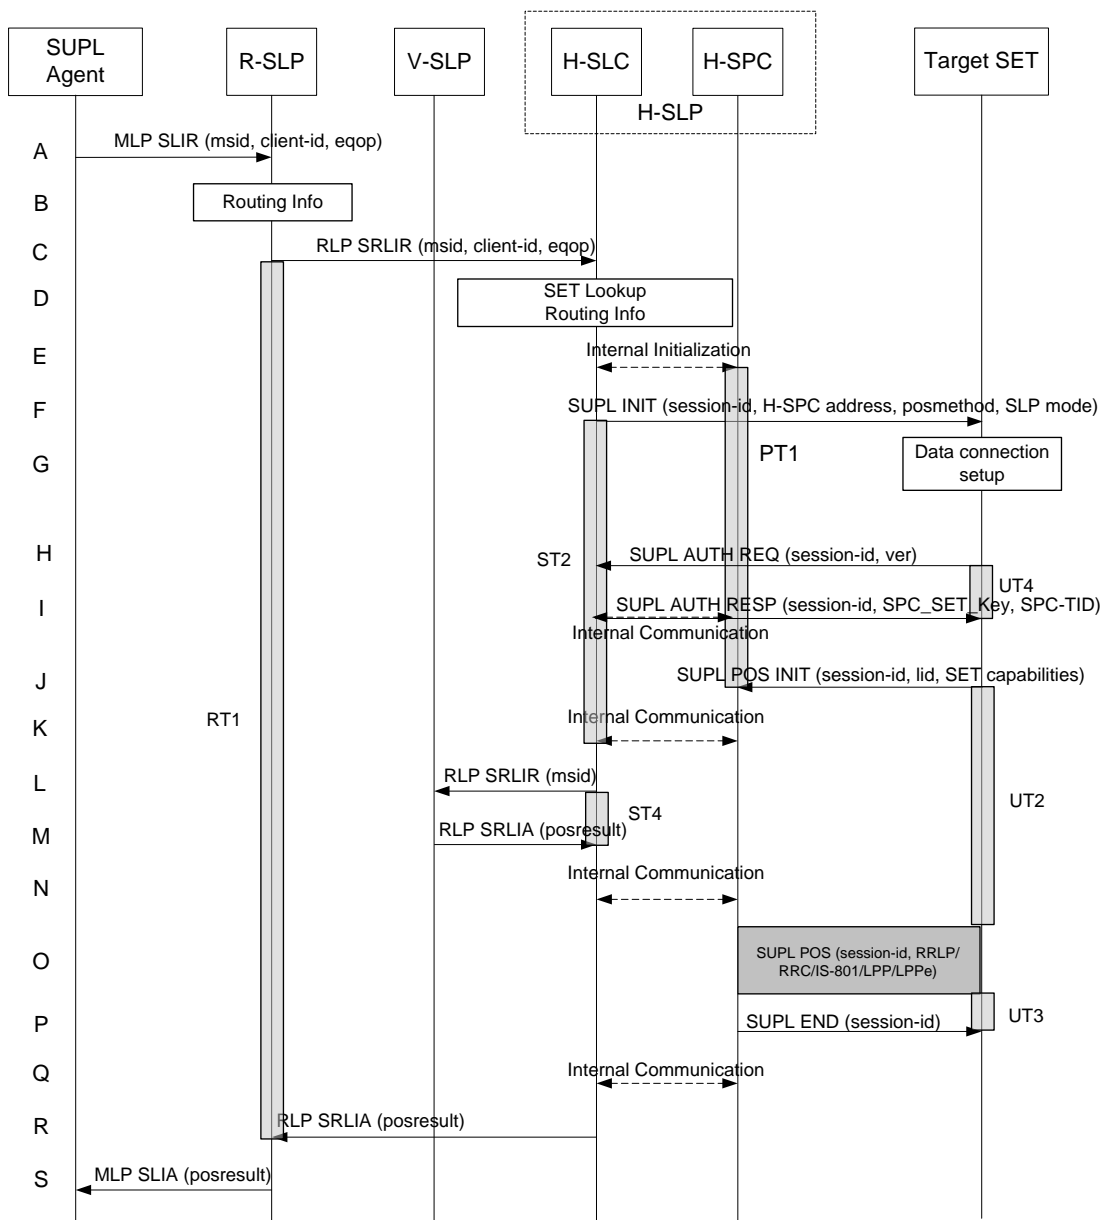 SUPL
Agent
R-SLP
V-SLP
H-SLC
H-SPC
Target SET
H-SLP
A
MLP SLIR (msid, client-id, eqop)
B
Routing Info
C
RLP SRLIR (msid, client-id, eqop)
D
SET Lookup
Routing Info
E
Internal Initialization
F
SUPL INIT (session-id, H-SPC address, posmethod, SLP mode)
G
PT1
Data connection
setup
H
ST2
SUPL AUTH REQ (session-id, ver)
UT4
I
SUPL AUTH RESP (session-id, SPC_SET_Key, SPC-TID)
Internal Communication
J
SUPL POS INIT (session-id, lid, SET capabilities)
RT1
K
Internal Communication
L
RLP SRLIR (msid)
ST4
UT2
M
RLP SRLIA (posresult)
N
Internal Communication
O
SUPL POS (session-id, RRLP/
RRC/IS-801/LPP/LPPe)
P
SUPL END (session-id)
UT3
Q
Internal Communication
R
RLP SRLIA (posresult)
S
MLP SLIA (posresult)